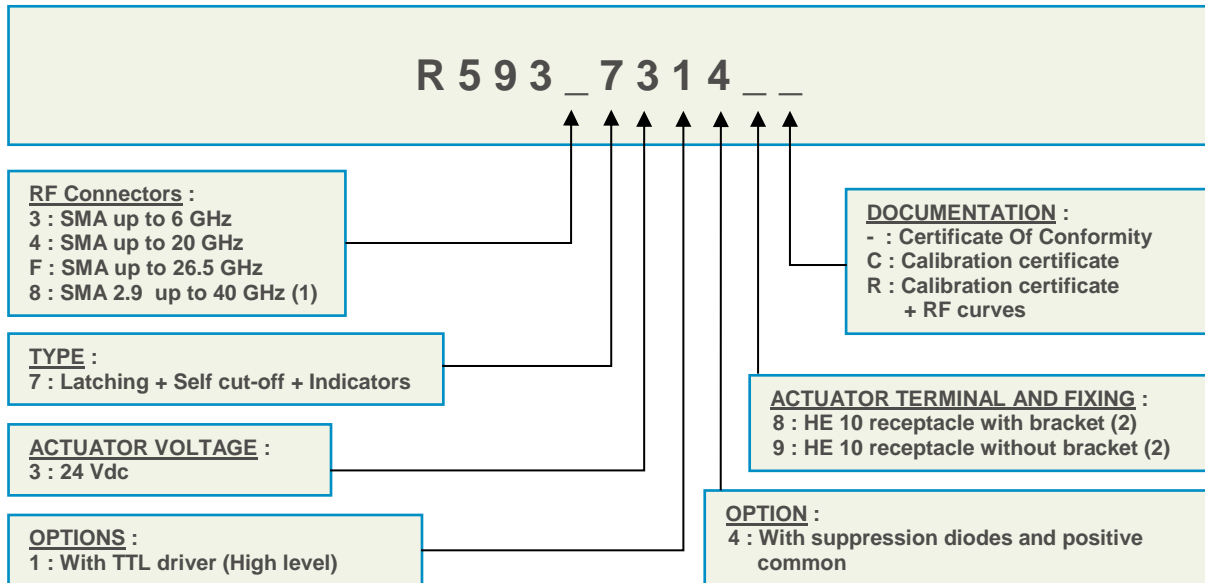 R 5 9 3 _ 7 3 1 4 _ _
RF Connectors :
3 : SMA up to 6 GHz
4 : SMA up to 20 GHz
F : SMA up to 26.5 GHz
8 : SMA 2.9 up to 40 GHz (1)
TYPE :
7 : Latching + Self cut-off + Indicators
ACTUATOR VOLTAGE :
3 : 24 Vdc
OPTIONS :
1 : With TTL driver (High level)
DOCUMENTATION :
- : Certificate Of Conformity
C : Calibration certificate
R : Calibration certificate
+ RF curves
ACTUATOR TERMINAL AND FIXING :
8 : HE 10 receptacle with bracket (2)
9 : HE 10 receptacle without bracket (2)
OPTION :
4 : With suppression diodes and positive
common